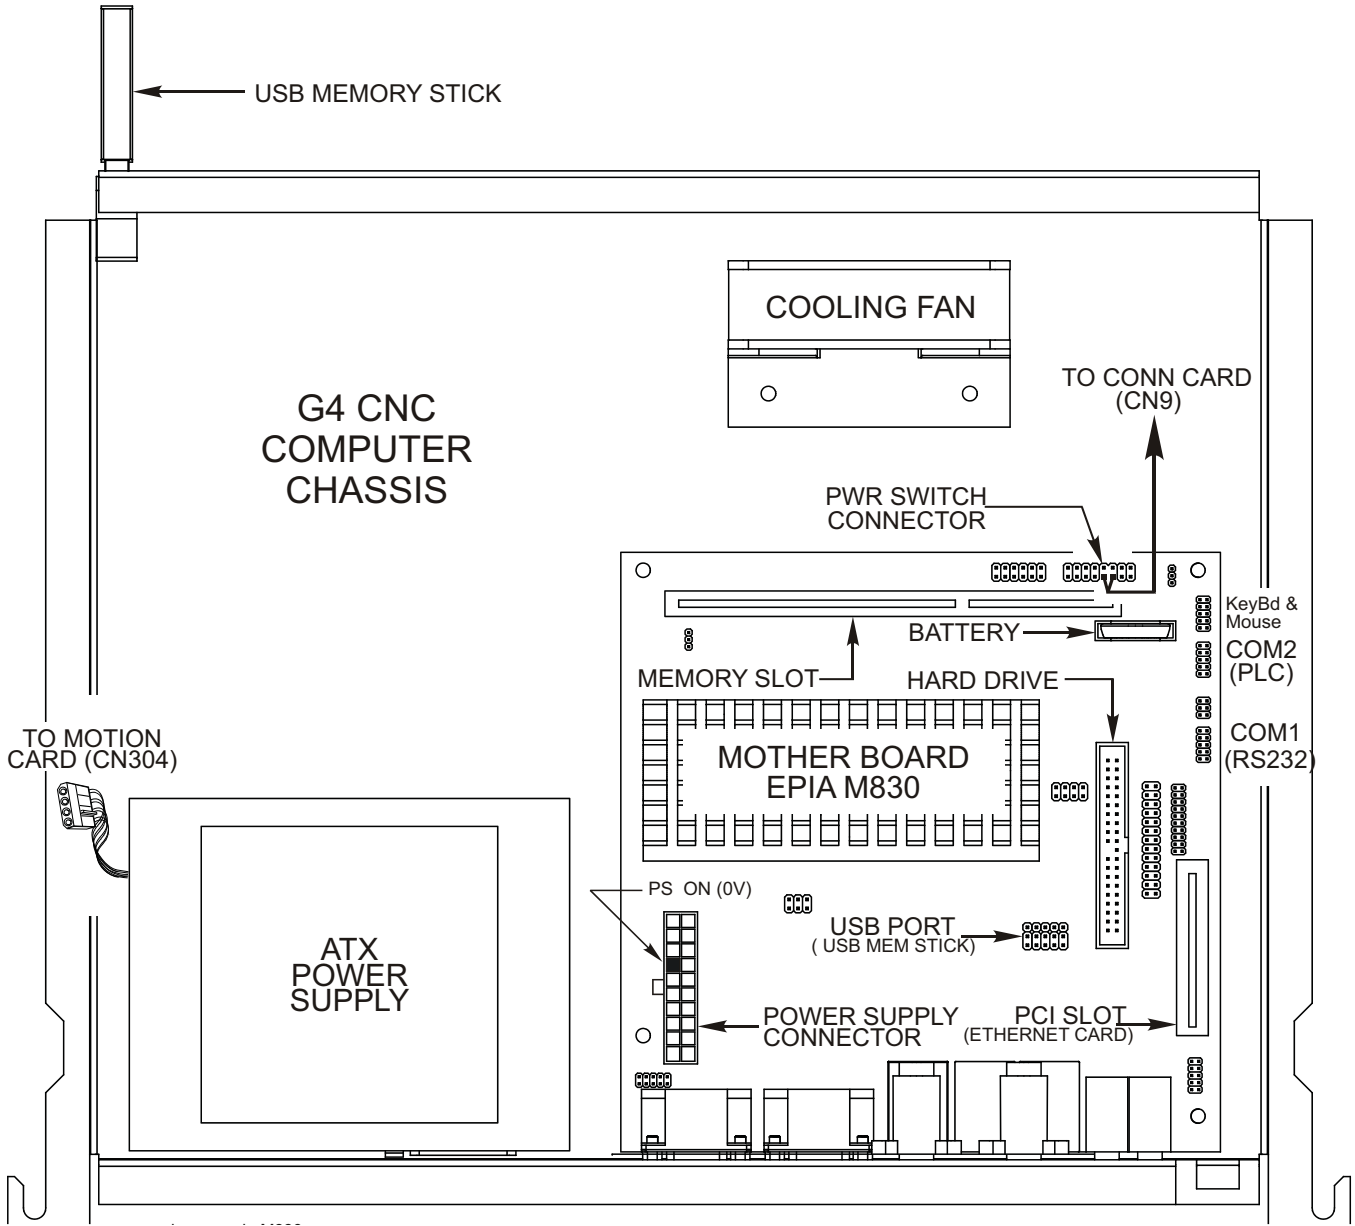 USB MEMORY STICK
COOLING FAN
TO CONN CARD
(CN9)
G4 CNC
COMPUTER
CHASSIS
PWR SWITCH
CONNECTOR
KeyBd &
Mouse
BATTERY
COM2
(PLC)
MEMORY SLOT
HARD DRIVE
TO MOTION
CARD (CN304)
COM1
(RS232)
MOTHER BOARD
EPIA M830
PS ON (0V)
USB PORT
( USB MEM STICK)
ATX
POWER
SUPPLY
POWER SUPPLY
CONNECTOR
PCI SLOT
(ETHERNET CARD)